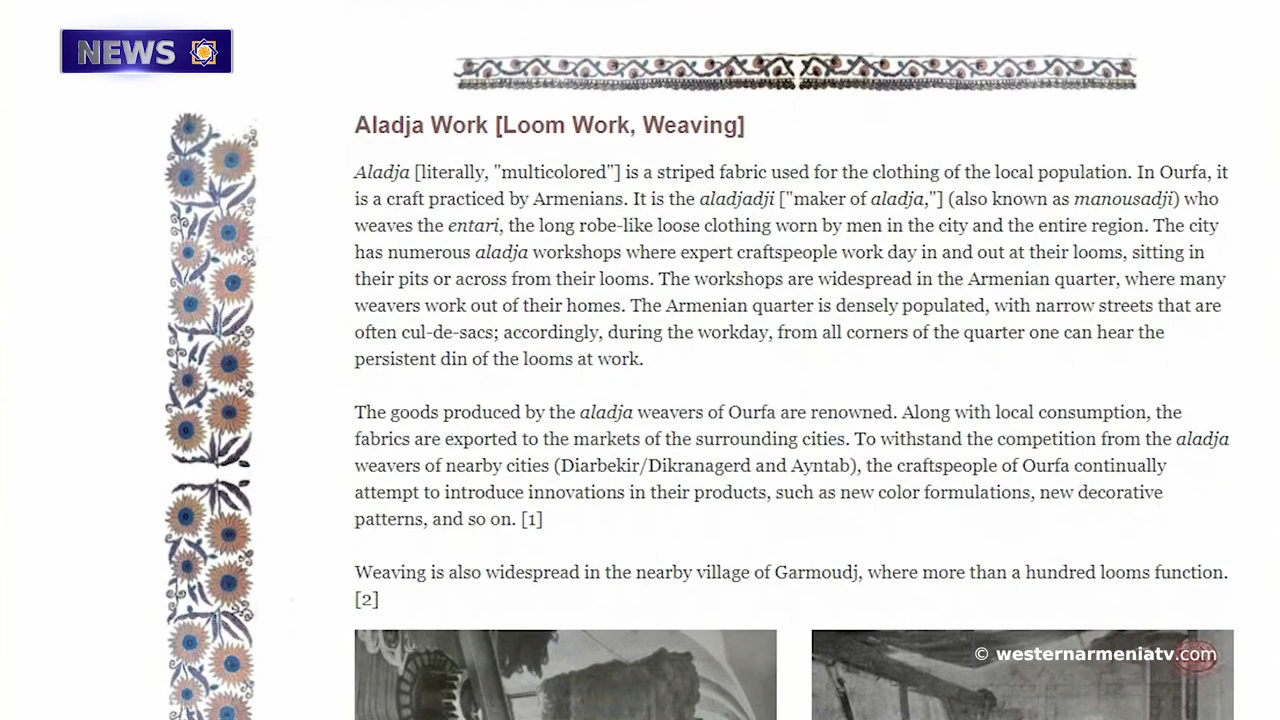 NEWS
Aladja Work [Loom Work, Weaving]
Aladja [literally, "multicolored"] is a striped fabric used for the clothing of the local population. In Ourfa, it
is a craft practiced by Armenians. It is the aladjadji ["maker of aladja,"] (also known as manousadji) who
weaves the entari, the long robe-like loose clothing worn by men in the city and the entire region. The city
has numerous aladja workshops where expert craftspeople work day in and out at their looms, sitting in
their pits or across from their looms. The workshops are widespread in the Armenian quarter, where many
weavers work out of their homes. The Armenian quarter is densely populated, with narrow streets that are
often cul-de-sacs; accordingly, during the workday, from all corners of the quarter one can hear the
persistent din of the looms at work.
The goods produced by the aladja weavers of Ourfa are renowned. Along with local consumption, the
fabrics are exported to the markets of the surrounding cities. To withstand the competition from the aladja
weavers of nearby cities (Diarbekir/Dikranagerd and Ayntab), the craftspeople of Ourfa continually
attempt to introduce innovations in their products, such as new color formulations, new decorative
patterns, and so on. [1]
Weaving is also widespread in the nearby village of Garmoudj, where more than a hundred looms function.
[2]
© westernarmeniatv.com